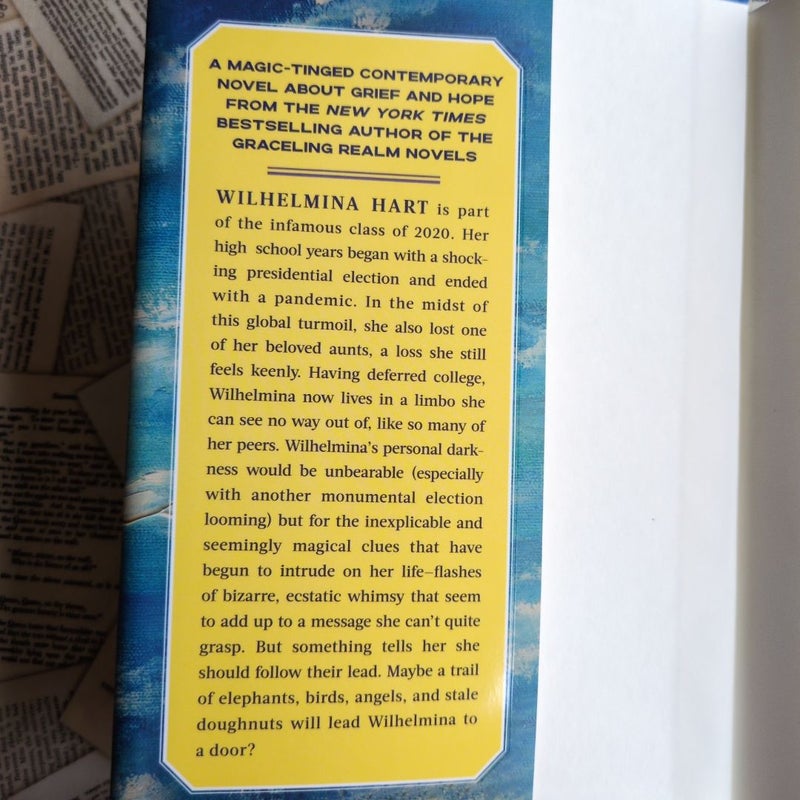 A MAGIC-TINGED CONTEMPORARY
NOVEL ABOUT GRIEF AND HOPE
FROM THE NEW YORK TIMES
BESTSELLING AUTHOR OF THE
GRACELING REALM NOVELS
WILHELMINA HART is part
of the infamous class of 2020. Her
high school years began with a shock-
ing presidential election and ended
with a pandemic. In the midst of
this global turmoil, she also lost one
of her beloved aunts, a loss she still
feels keenly. Having deferred college,
Wilhelmina now lives in a limbo she
can see no way out of, like so many of
her peers. Wilhelmina's personal dark-
ness would be unbearable (especially
with another monumental election
looming) but for the inexplicable and
seemingly magical clues that have
begun to intrude on her life—flashes
of bizarre, ecstatic whimsy that seem
to add up to a message she can't quite
grasp. But something tells her she
should follow their lead. Maybe a trail
of elephants, birds, angels, and stale
doughnuts will lead Wilhelmina to
a door?